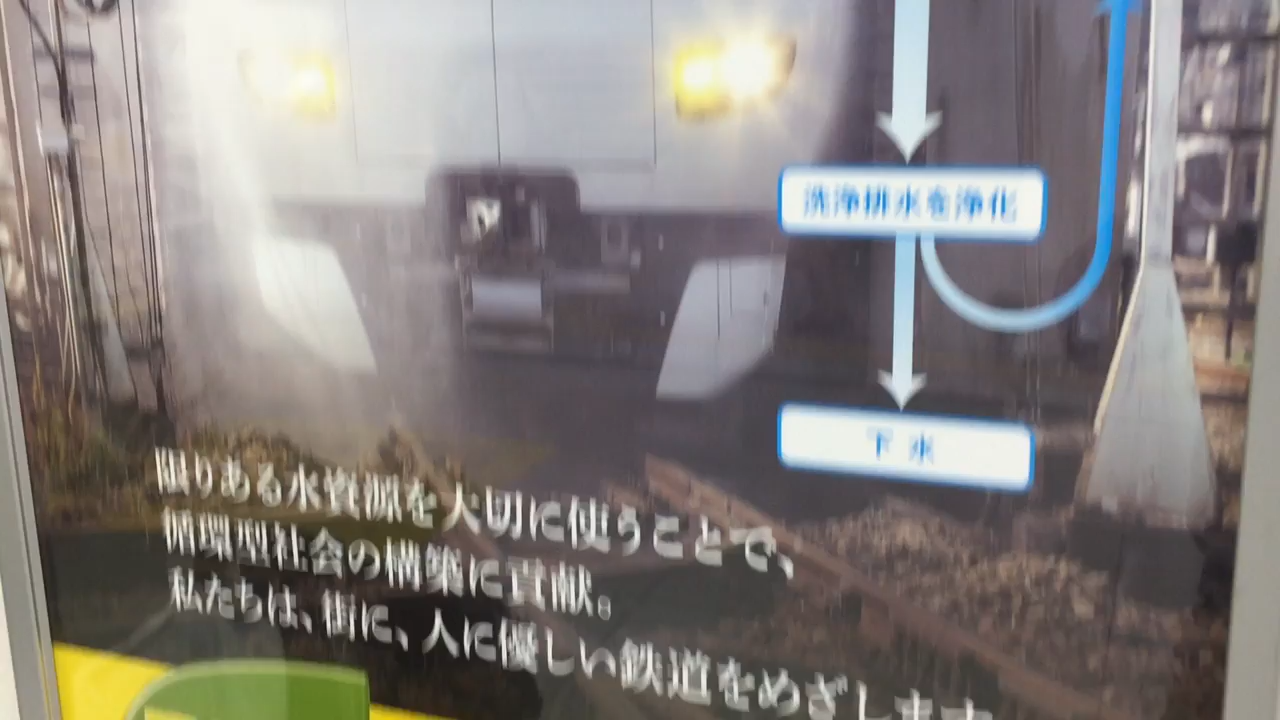 洗浄排水を浄化
下水
限りある水資源を大切に使うことで、
循環型社会の構築に貢献。
私たちは、街に、人に優しい鉄道をめざします